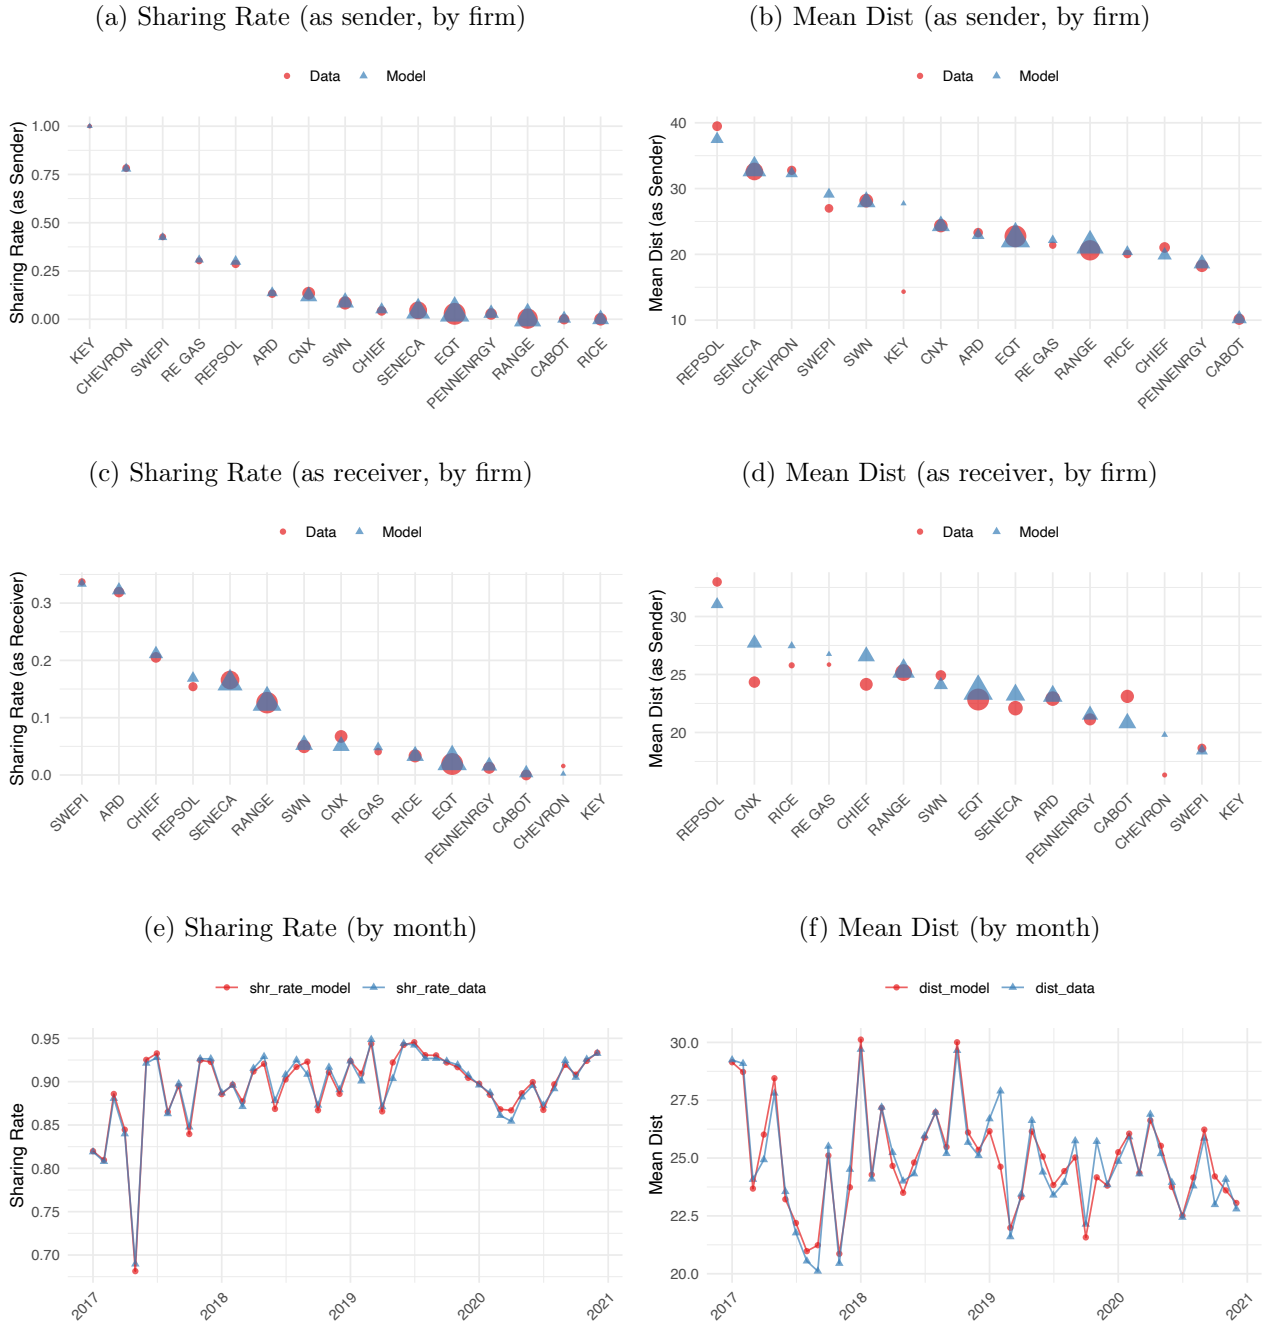 (a) Sharing Rate (as sender, by firm)
Data Model
Sharing Rate (as Sender)
1.00
0.75
0.50
0.25
0.00
KEY
CHEVRON
SWEPI
RE GAS
REPSOL
ARD
CNX
SWN
CHIEF
SENECA
EQT
PENNENRGY
RANGE
CABOT
RICE
(b) Mean Dist (as sender, by firm)
Data Model
Mean Dist (as Sender)
40
30
20
10
REPSOL
SENECA
CHEVRON
SWEPI
SWN
KEY
CNX
ARD
EQT
RE GAS
RANGE
RICE
CHIEF
PENNENRGY
CABOT
(c) Sharing Rate (as receiver, by firm)
Data Model
Sharing Rate (as Receiver)
0.3
0.2
0.1
0.0
SWEPI
ARD
CHIEF
REPSOL
SENECA
RANGE
SWN
CNX
RE GAS
RICE
EQT
PENNENRGY
CABOT
CHEVRON
KEY
(d) Mean Dist (as receiver, by firm)
Data Model
Mean Dist (as Sender)
30
25
20
REPSOL
CNX
RICE
RE GAS
CHIEF
RANGE
SWN
EQT
SENECA
ARD
PENNENRGY
CABOT
CHEVRON
SWEPI
KEY
(e) Sharing Rate (by month)
shr_rate_model shr_rate_data
Sharing Rate
0.95
0.90
0.85
0.80
0.75
0.70
2017
2018
2019
2020
2021
(f) Mean Dist (by month)
dist_model dist_data
Mean Dist
30.0
27.5
25.0
22.5
20.0
2017
2018
2019
2020
2021